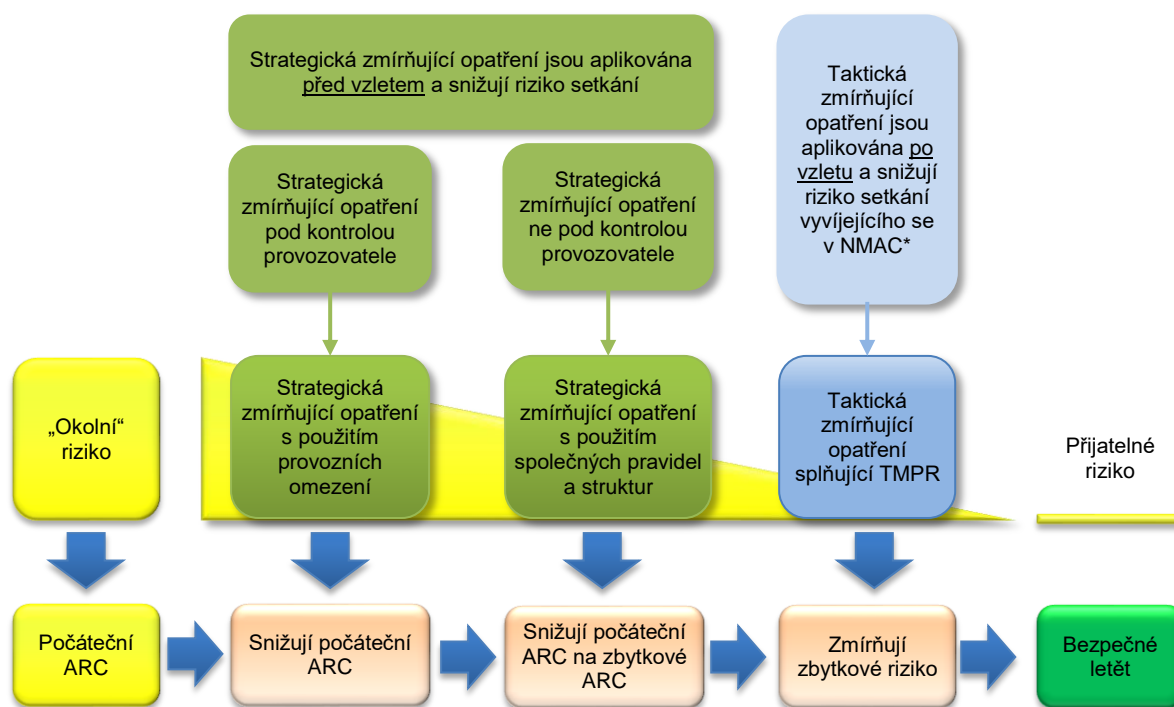 Strategická zmírňující opatření jsou aplikována
před vzletem a snižují riziko setkání
Taktická
zmírňující
opatření jsou
aplikována po
vzletu a snižují
riziko setkání
vyvíjejícího se
v NMAC*
Strategická
zmírňující opatření
pod kontrolou
provozovatele
Strategická
zmírňující opatření
ne pod kontrolou
provozovatele
„Okolní“
riziko
Strategická
zmírňující opatření
s použitím
provozních
omezení
Strategická
zmírňující opatření
s použitím
společných pravidel
a struktur
Taktická
zmírňující
opatření
splňující TMPR
Přijatelné
riziko
Počáteční
ARC
Snižují počáteční
ARC
Snižují počáteční
ARC na zbytkové
ARC
Zmírňují
zbytkové riziko
Bezpečné
letět